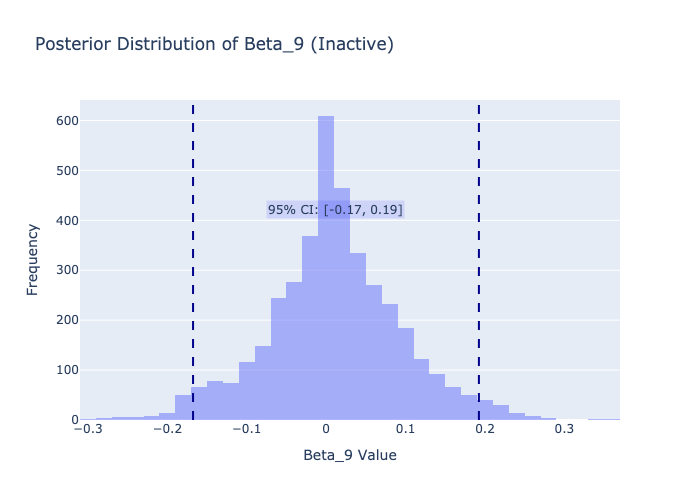 Posterior Distribution of Beta_9 (Inactive)
600
500
95% CI: [-0.17, 0.19]
400
Frequency
300
200
100
0
−0.3 −0.2 −0.1 0 0.1 0.2 0.3
Beta_9 Value